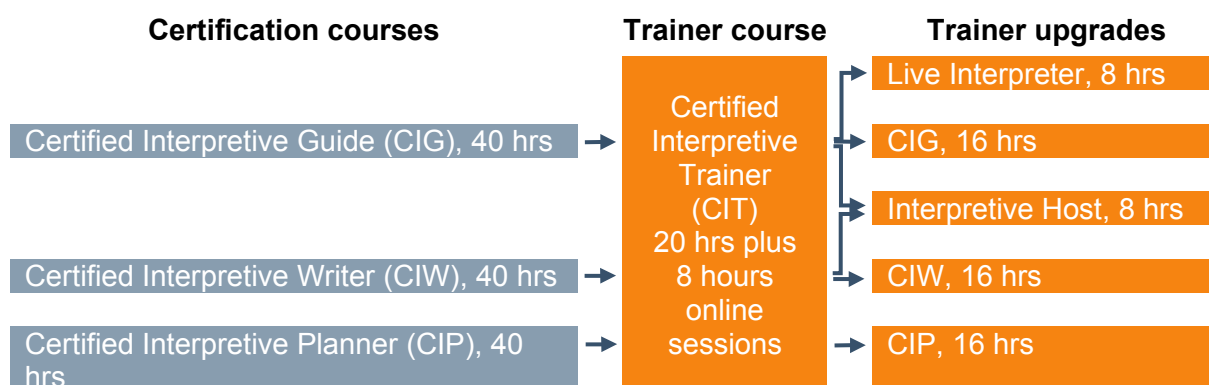 Certification courses
Trainer course
Trainer upgrades
Certified Interpretive Guide (CIG), 40 hrs
Certified Interpretive Writer (CIW), 40 hrs
Certified Interpretive Planner (CIP), 40
hrs
Certified
Interpretive
Trainer
(CIT)
20 hrs plus
8 hours
online
sessions
Live Interpreter, 8 hrs
CIG, 16 hrs
Interpretive Host, 8 hrs
CIW, 16 hrs
CIP, 16 hrs